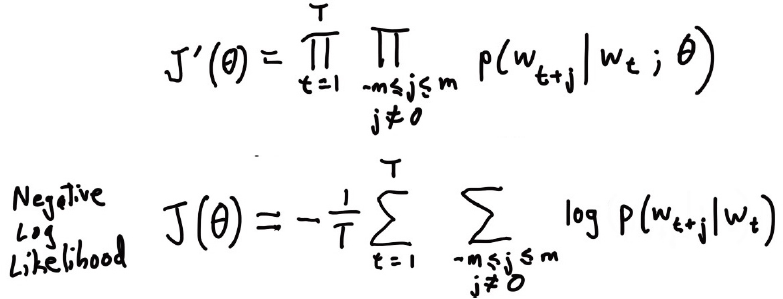 J'(θ) = ∏_{t=1}^{T} ∏_{-m≤j≤m, j≠0} p(w_{t+j} | w_t ; θ)
Negative Log Likelihood
J(θ) = -1/T ∑_{t=1}^{T} ∑_{-m≤j≤m, j≠0} log p(w_{t+j} | w_t)